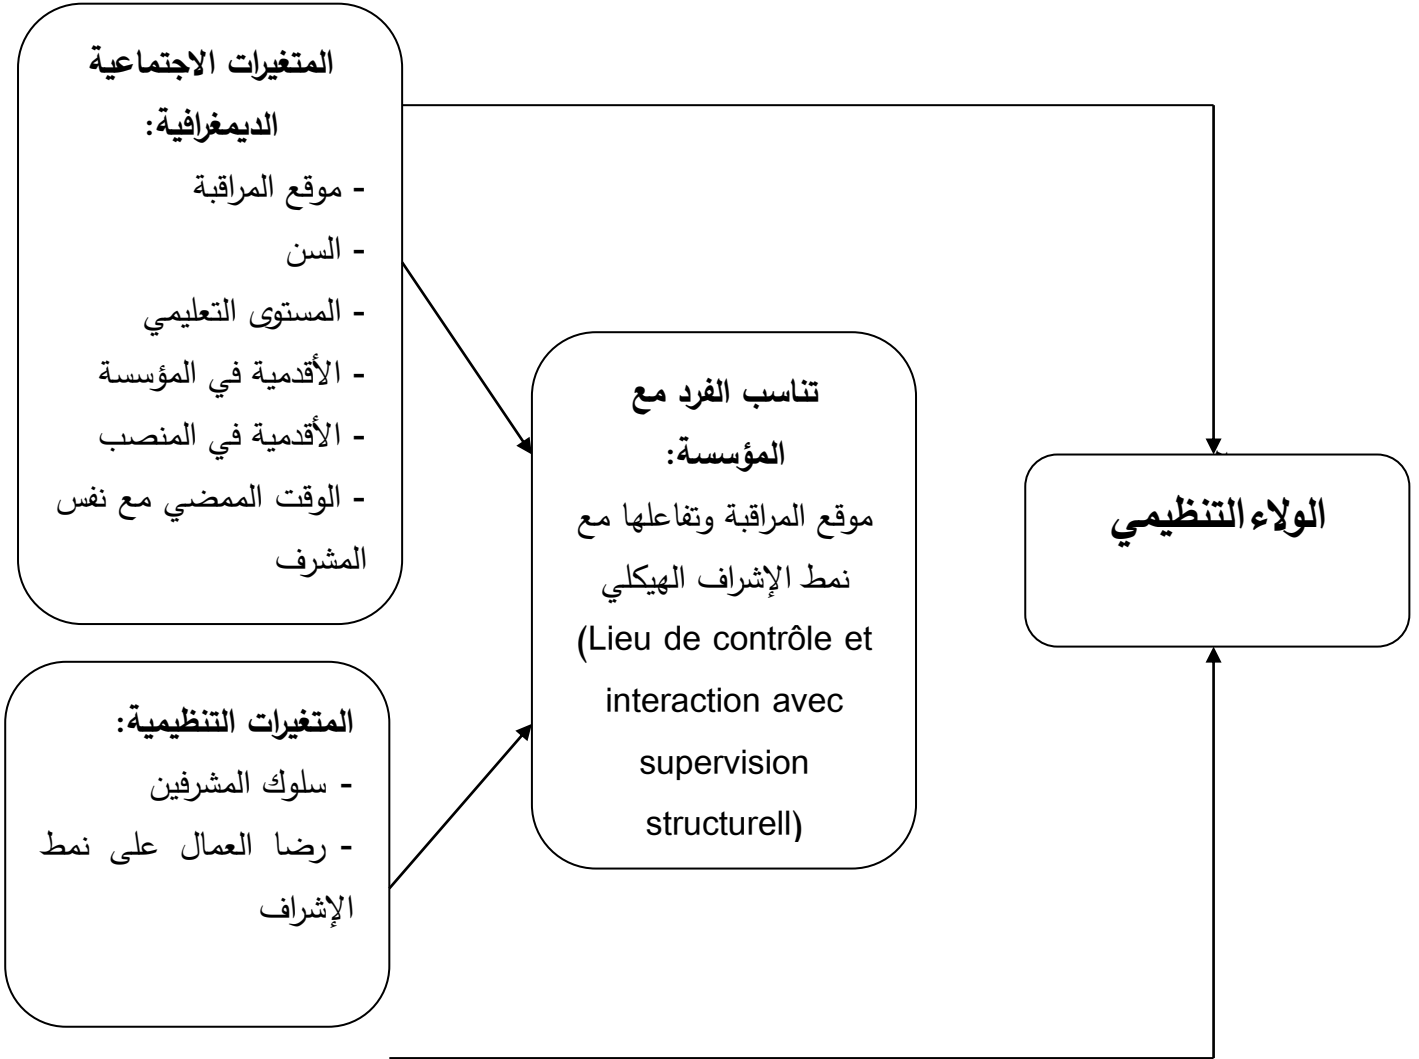 المتغيرات الاجتماعية
الديمغرافية:
- موقع المراقبة
- السن
- المستوى التعليمي
- الأقدمية في المؤسسة
- الأقدمية في المنصب
- الوقت الممضي مع نفس
المشرف
تناسب الفرد مع
المؤسسة:
موقع المراقبة وتفاعلها مع
نمط الإشراف الهيكلي
(Lieu de contrôle et
interaction avec
supervision
structurell)
الولاء التنظيمي
المتغيرات التنظيمية:
- سلوك المشرفين
- رضا العمال على نمط
الإشراف